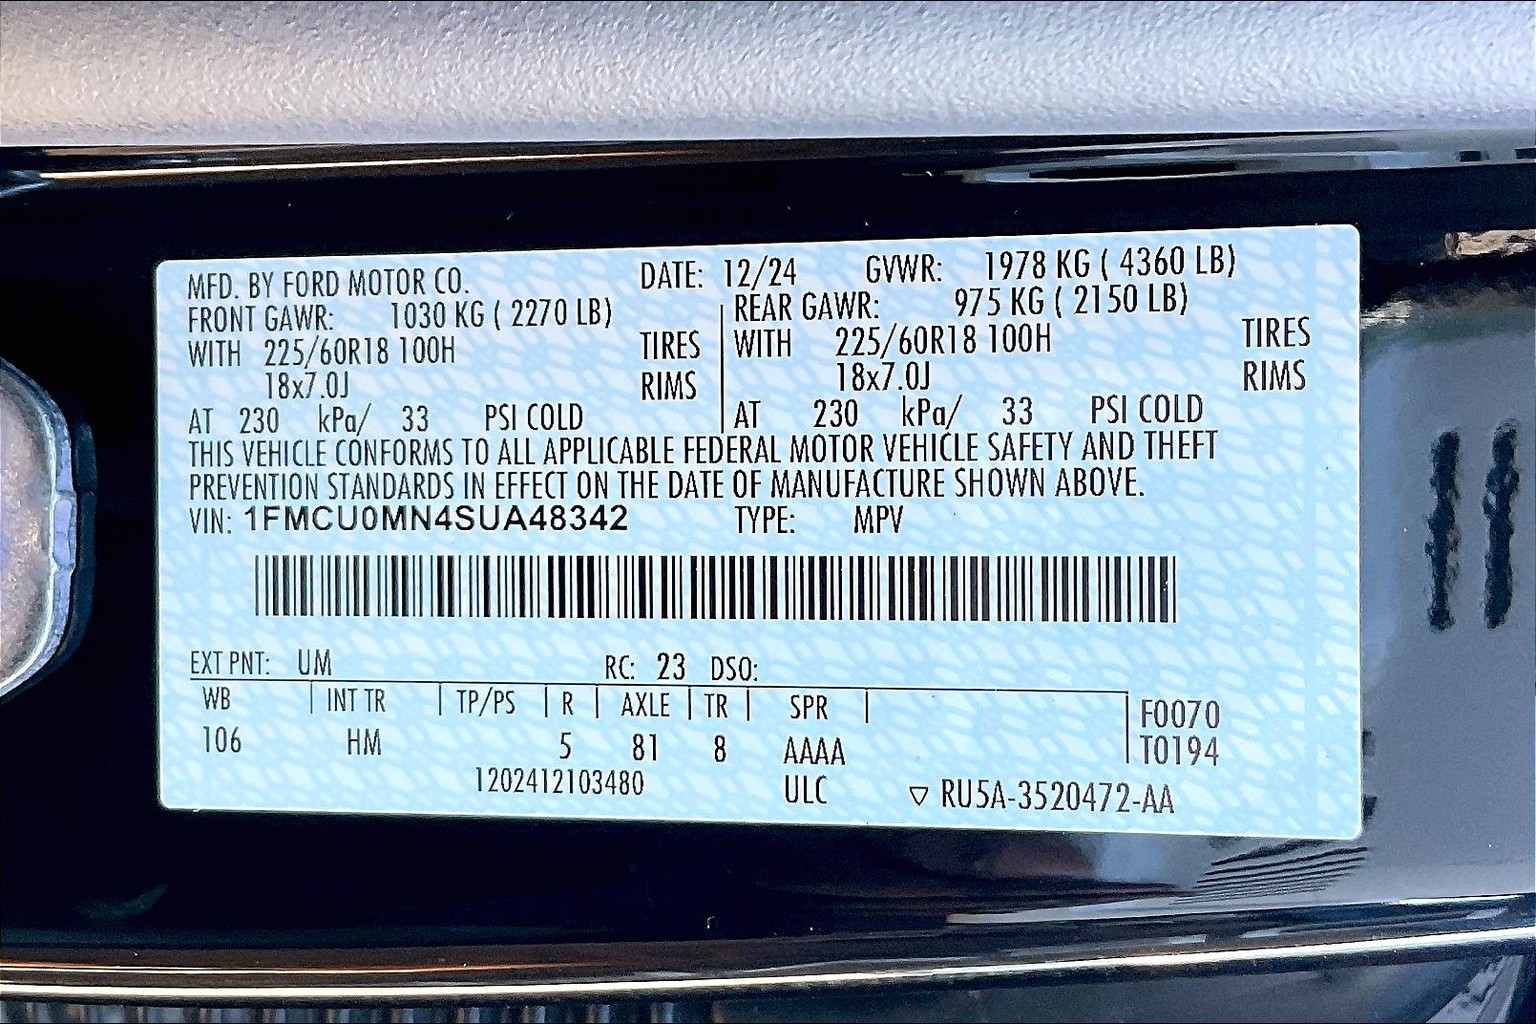 MFD. BY FORD MOTOR CO. DATE: 12/24 GVWR: 1978 KG ( 4360 LB)
FRONT GAWR: 1030 KG ( 2270 LB) REAR GAWR: 975 KG ( 2150 LB)
WITH 225/60R18 100H TIRES WITH 225/60R18 100H TIRES
18x7.0J RIMS 18x7.0J RIMS
AT 230 kPa/ 33 PSI COLD AT 230 kPa/ 33 PSI COLD
THIS VEHICLE CONFORMS TO ALL APPLICABLE FEDERAL MOTOR VEHICLE SAFETY AND THEFT
PREVENTION STANDARDS IN EFFECT ON THE DATE OF MANUFACTURE SHOWN ABOVE.
VIN: 1FMCU0MN4SUA48342 TYPE: MPV
EXT PNT: UM RC: 23 DSO:
WB INT TR TP/PS R AXLE TR SPR F0070
106 HM 5 81 8 AAAA T0194
1202412103480 ULC ▽ RU5A-3520472-AA